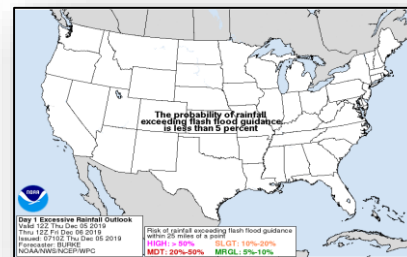 The probability of rainfall
exceeding flash flood guidance
is less than 5 percent
NOAA
Day 1 Excessive Rainfall Outlook
Valid 12Z Thu Dec 05 2019
Thru 12Z Fri Dec 06 2019
Issued: 0710Z Thu Dec 05 2019
Forecaster: BURKE
NOAA/NWS/NCEP/WPC
Risk of rainfall exceeding flash flood guidance
within 25 miles of a point
HIGH: > 50% SLGT: 10%-20%
MDT: 20%-50% MRGL: 5%-10%